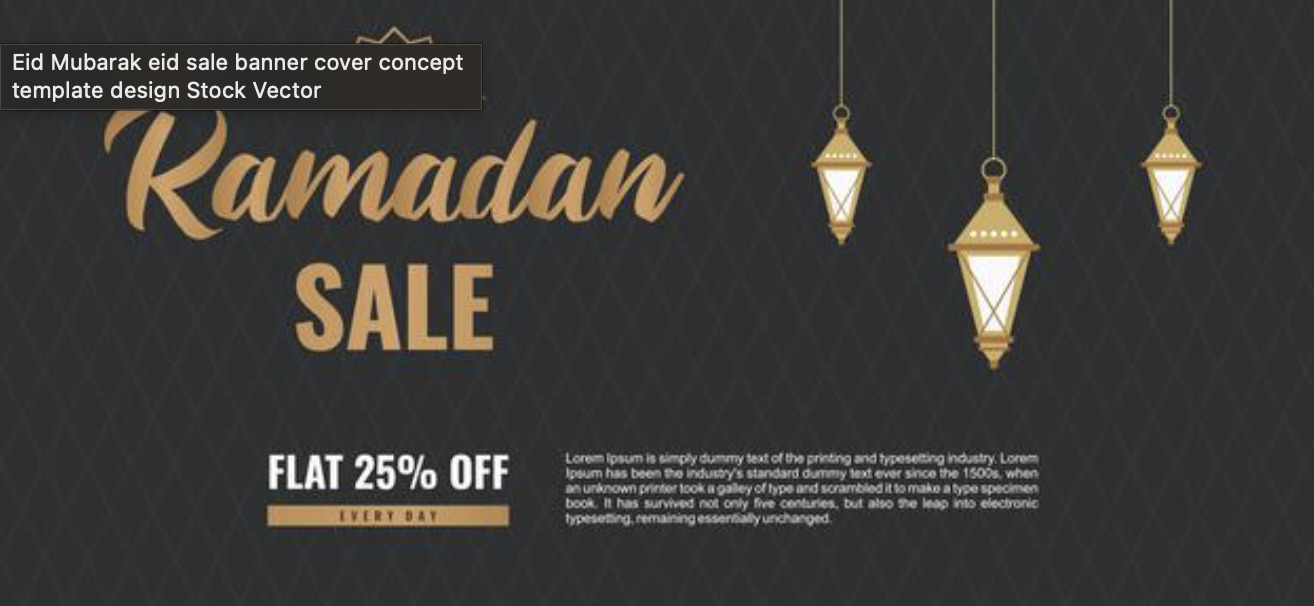 Eid Mubarak eid sale banner cover concept
template design Stock Vector
Ramadan
SALE
FLAT 25% OFF
EVERY DAY
Lorem Ipsum is simply dummy text of the printing and typesetting industry. Lorem
Ipsum has been the industry's standard dummy text ever since the 1500s, when
an unknown printer took a galley of type and scrambled it to make a type specimen
book. It has survived not only five centuries, but also the leap into electronic
typesetting, remaining essentially unchanged.